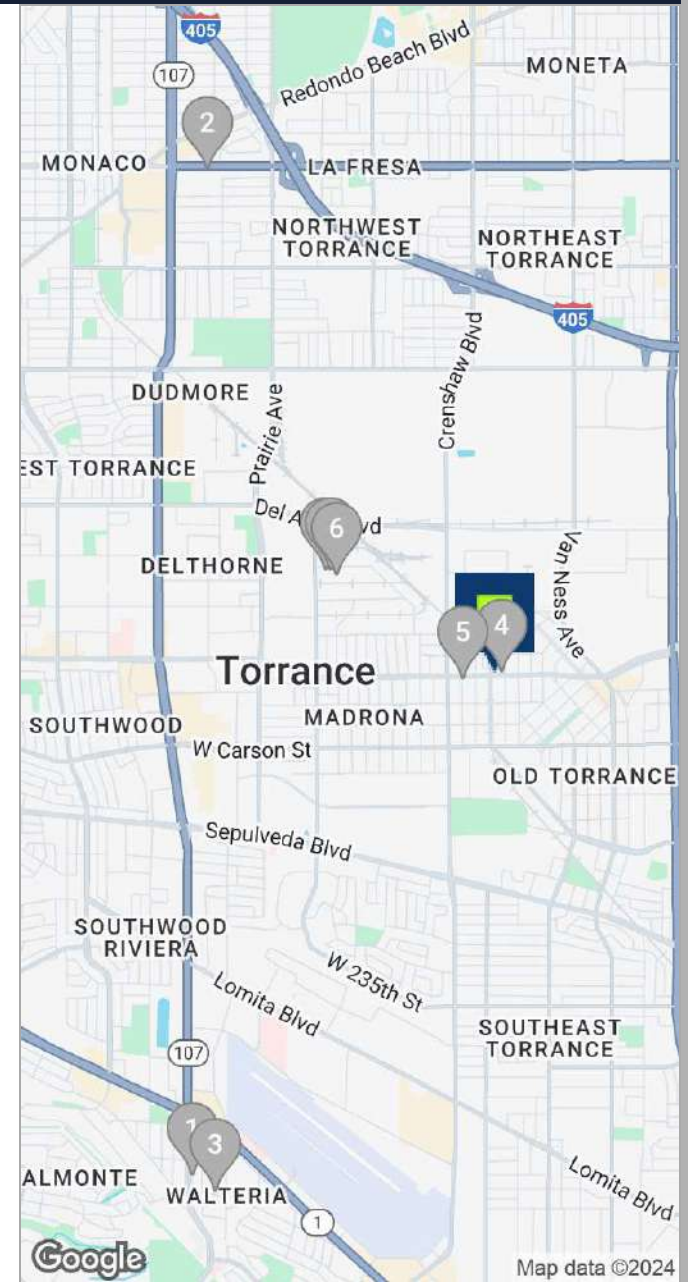 405
107
Redondo Beach Blvd
MONETA
2
MONACO
LA FRESA
NORTHWEST
TORRANCE
NORTHEAST
TORRANCE
405
Crenshaw Blvd
DUDMORE
Prairie Ave
EST TORRANCE
Del A
vd
6
Van Ness Ave
DELTHORNE
5
4
Torrance
MADRONA
SOUTHWOOD
W Carson St
OLD TORRANCE
Sepulveda Blvd
SOUTHWOOD
RIVIERA
W 235th St
Lomita Blvd
SOUTHEAST
TORRANCE
107
1
3
ALMONTE
WALTERIA
Lomita Blvd
1
Google
Map data ©2024